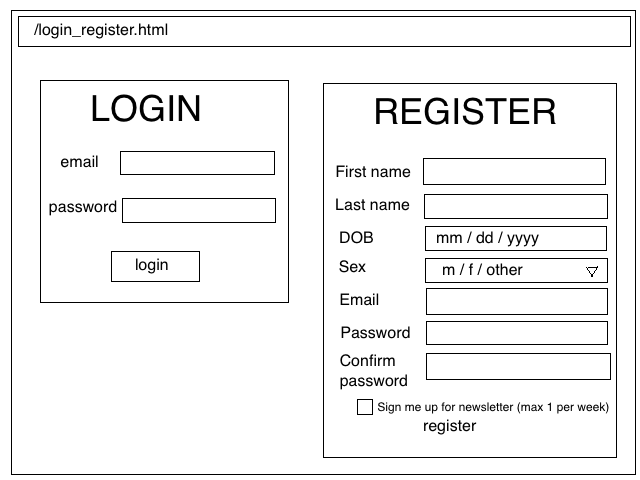 /login_register.html
LOGIN
email
password
login
REGISTER
First name
Last name
DOB mm / dd / yyyy
Sex m / f / other
Email
Password
Confirm
password
Sign me up for newsletter (max 1 per week)
register